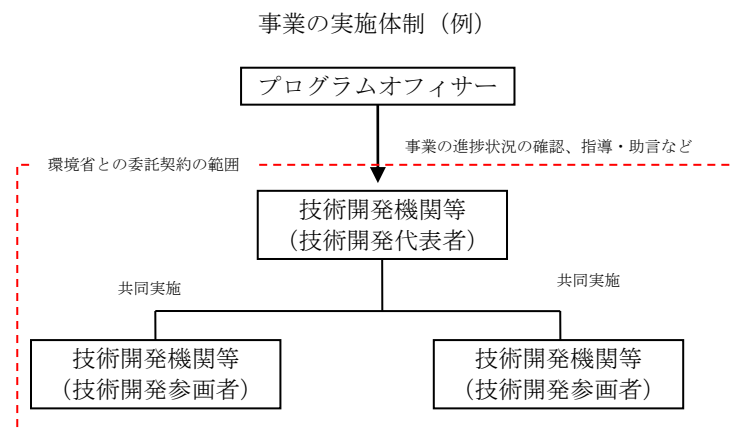 事業の実施体制（例）
プログラムオフィサー
事業の進捗状況の確認、指導・助言など
環境省との委託契約の範囲
技術開発機関等
（技術開発代表者）
共同実施
共同実施
技術開発機関等
（技術開発参画者）
技術開発機関等
（技術開発参画者）